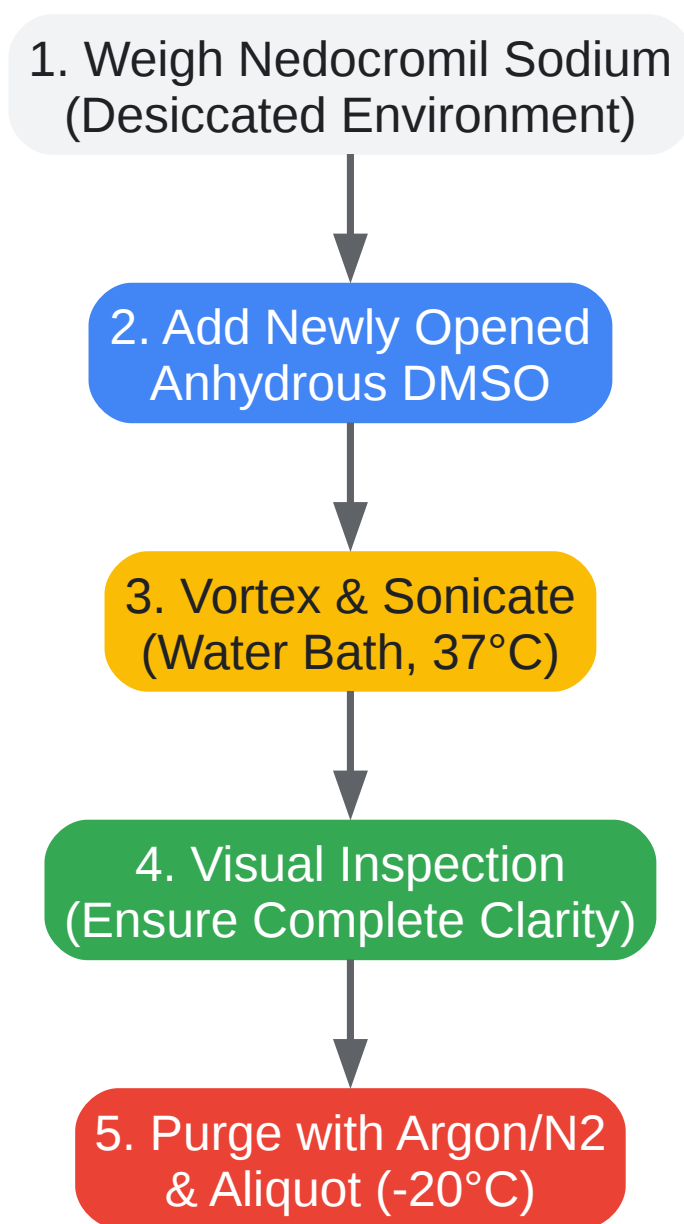 1. Weigh Nedocromil Sodium
(Desiccated Environment)
2. Add Newly Opened
Anhydrous DMSO
3. Vortex & Sonicate
(Water Bath, 37°C)
4. Visual Inspection
(Ensure Complete Clarity)
5. Purge with Argon/N2
& Aliquot (-20°C)